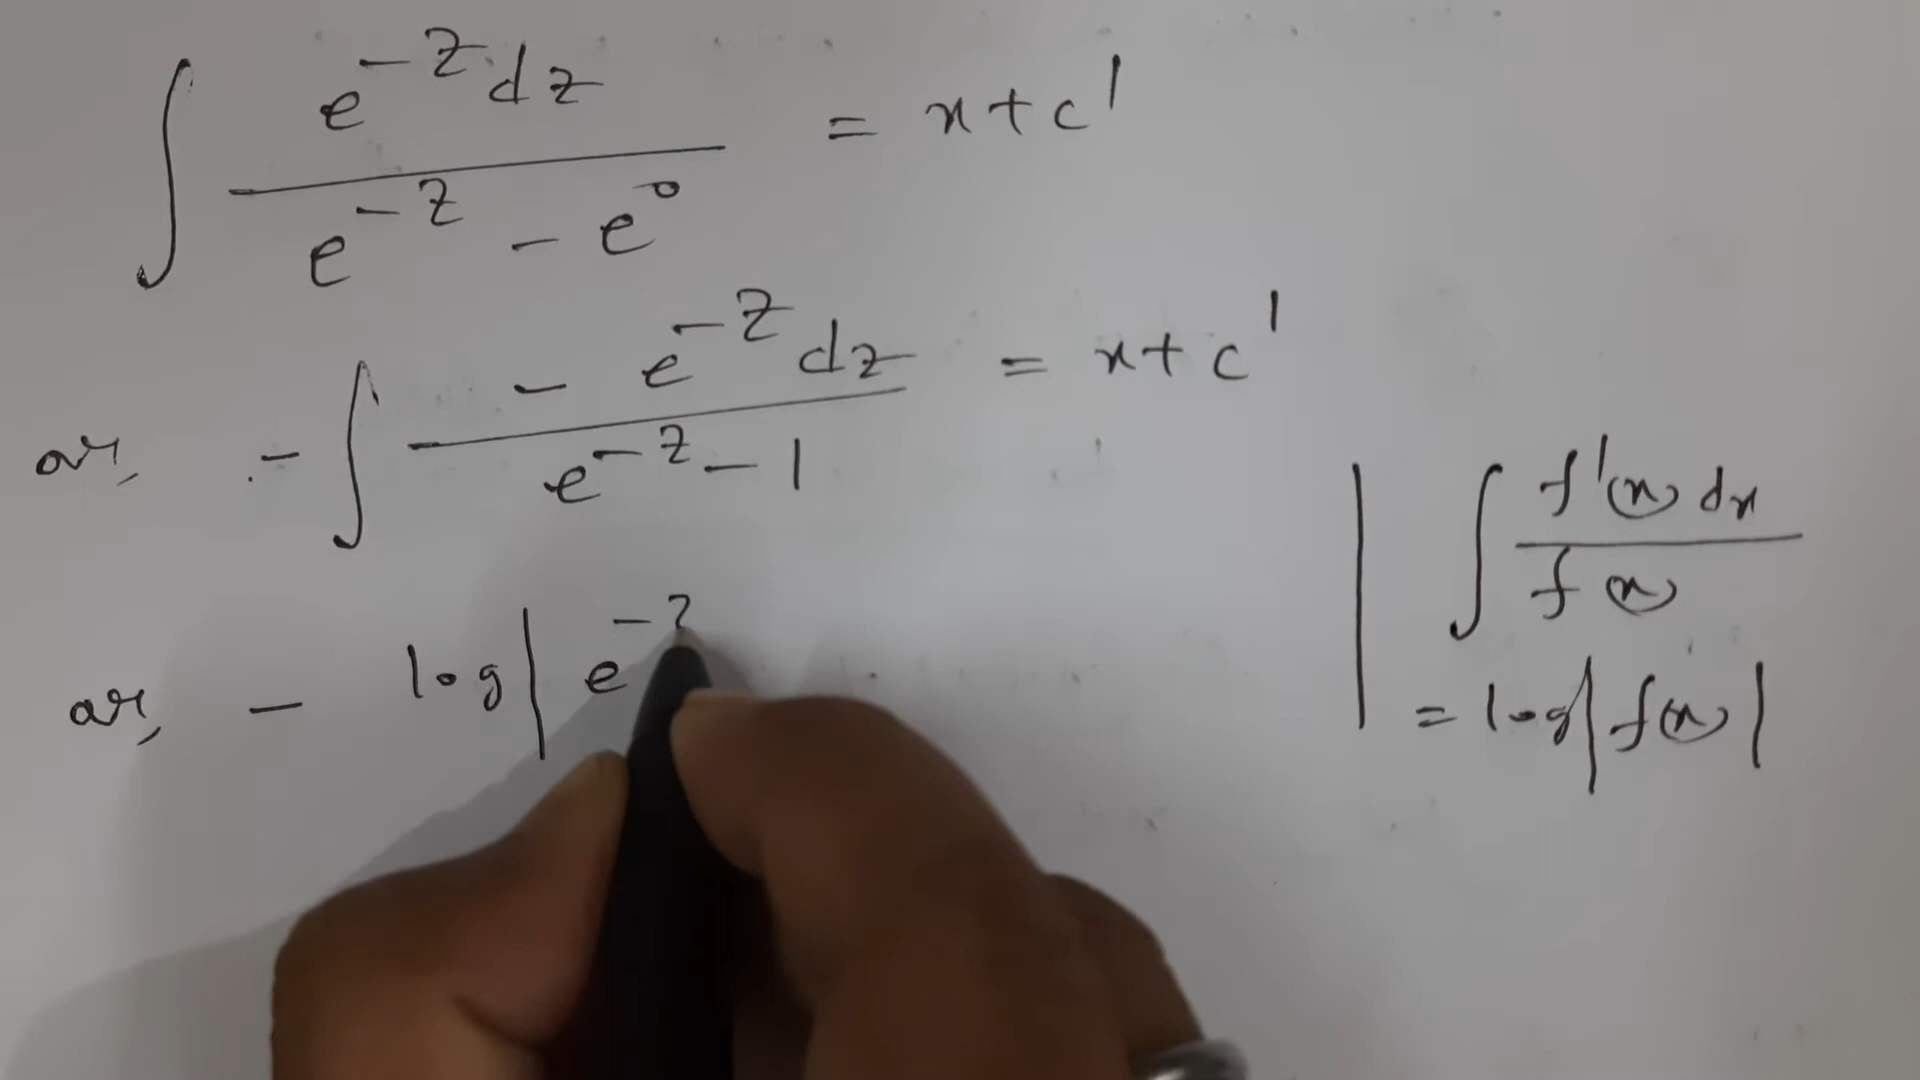 ∫ e^{-z} dz / e^{-z} - e^0 = x + c'
or, - ∫ - e^{-z} dz / e^{-z} - 1 = x + c'
or, - log| e^{-z}
∫ f'(x) dx / f(x)
= log| f(x) |